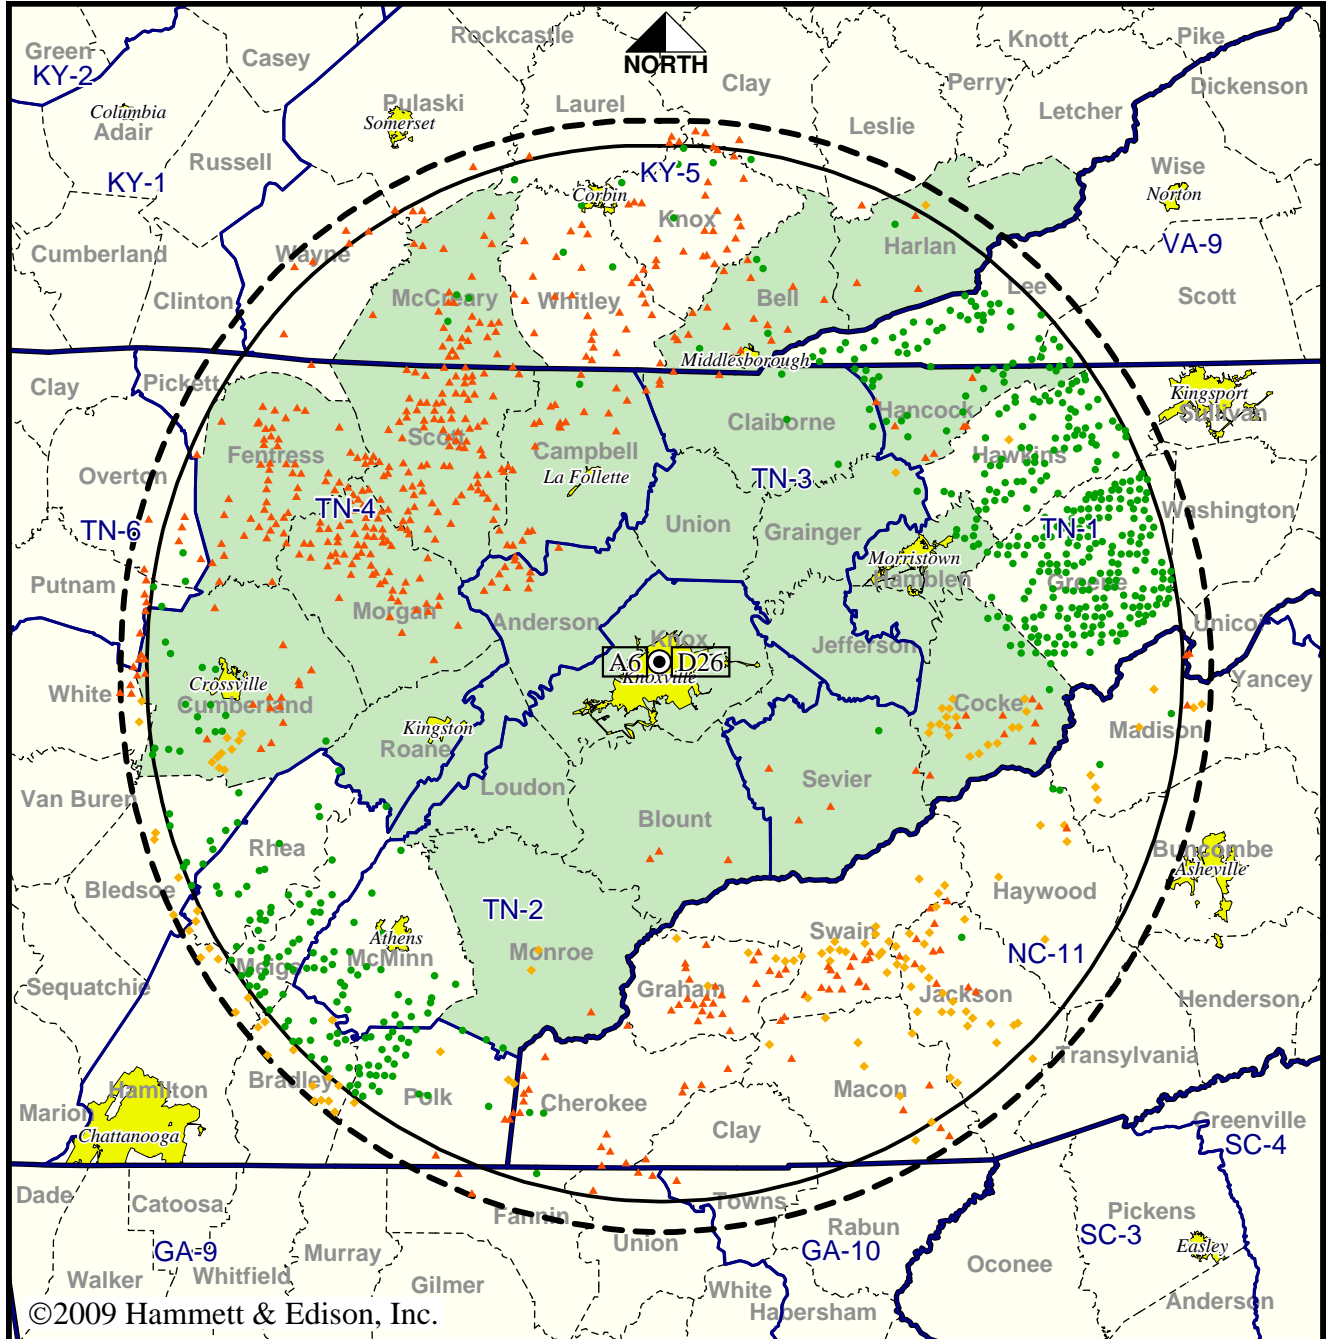 Green
KY-2
Casey
Rockcastle
NORTH
Clay
Knott
Pike
Perry
Dickenson
Letcher
Columbia
Adair
Pulaski
Somerset
Laurel
Leslie
Russell
KY-1
KY-5
Corbin
Wise
Norton
Knox
Cumberland
Wayne
Harlan
VA-9
Clinton
McCreary
Whitley
Bell
Lee
Scott
Middlesborough
Clay
Pickett
Kingsport
Sullivan
Claiborne
Hancock
Fentress
Scott
Campbell
La Follette
Hawkins
Overton
TN-4
TN-3
TN-6
Union
Grainger
TN-1
Washington
Putnam
Morristown
Hamblen
Greene
Morgan
Anderson
Knox
Jefferson
Unicoi
A6
D26
Knoxville
White
Crossville
Cumberland
Kingston
Roane
Cocke
Yancey
Madison
Van Buren
Loudon
Sevier
Blount
Rhea
Buncombe
Asheville
Bledsoe
Haywood
TN-2
Athens
Meigs
McMinn
Monroe
Swain
NC-11
Sequatchie
Graham
Jackson
Henderson
Transylvania
Hamilton
Marion
Bradley
Polk
Cherokee
Macon
Chattanooga
Clay
Greenville
SC-4
Dade
Catoosa
Fannin
Towns
Rabun
Pickens
SC-3
GA-9
Murray
Union
GA-10
Easley
Oconee
Walker
Whitfield
Gilmer
White
Habersham
Anderson
©2009 Hammett & Edison, Inc.